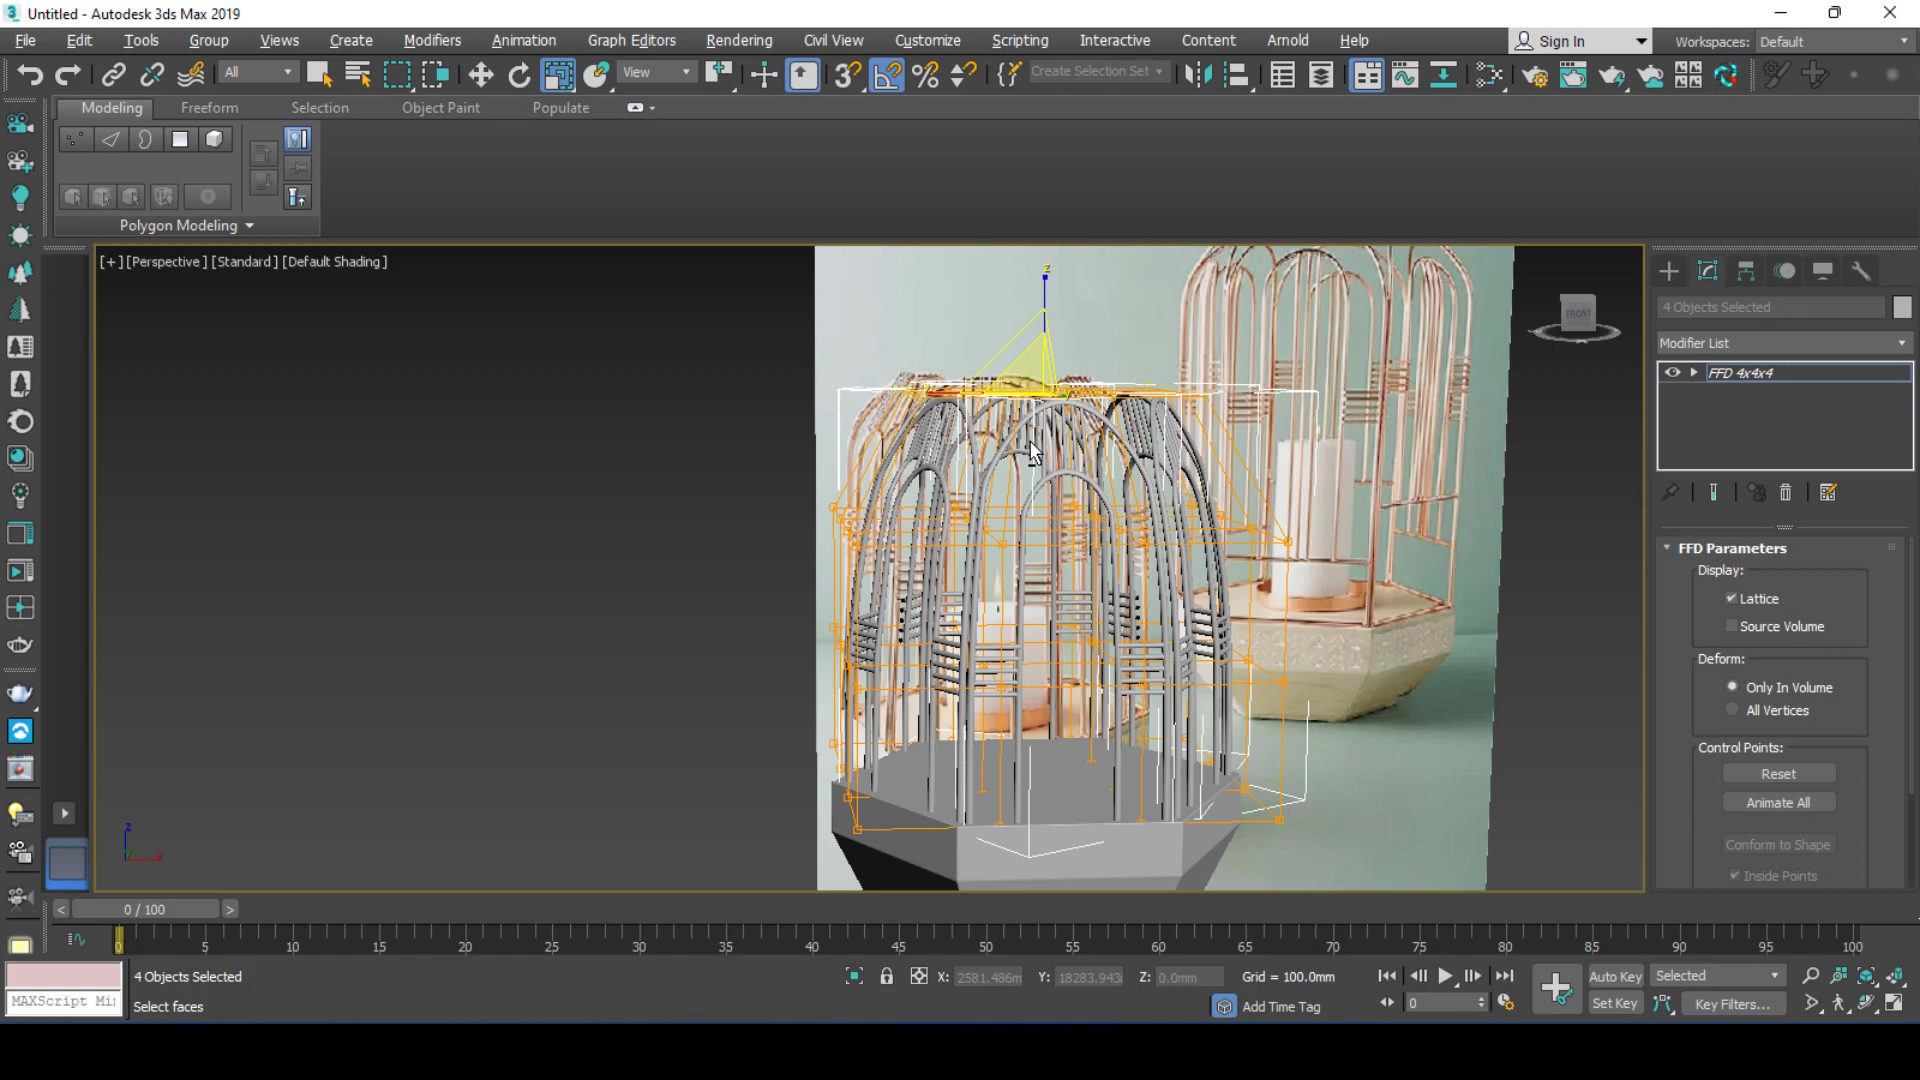 Untitled - Autodesk 3ds Max 2019
File Edit Tools Group Views Create Modifiers Animation Graph Editors Rendering Civil View Customize Scripting Interactive Content Arnold Help Sign In Workspaces: Default
All View Create Selection Set
Modeling Freeform Selection Object Paint Populate
Polygon Modeling
[+] [Perspective] [Standard] [Default Shading]
z
FRONT
4 Objects Selected
Modifier List
FFD 4x4x4
FFD Parameters
Display:
Lattice
Source Volume
Deform:
Only In Volume
All Vertices
Control Points:
Reset
Animate All
Conform to Shape
Inside Points
z
x
< 0 / 100 >
0 5 10 15 20 25 30 35 40 45 50 55 60 65 70 75 80 85 90 95 100
4 Objects Selected X: 2581.486m Y: 18283.943 Z: 0.0mm Grid = 100.0mm Auto Key Selected
MAXScript Mi Select faces Add Time Tag 0 Set Key Key Filters...